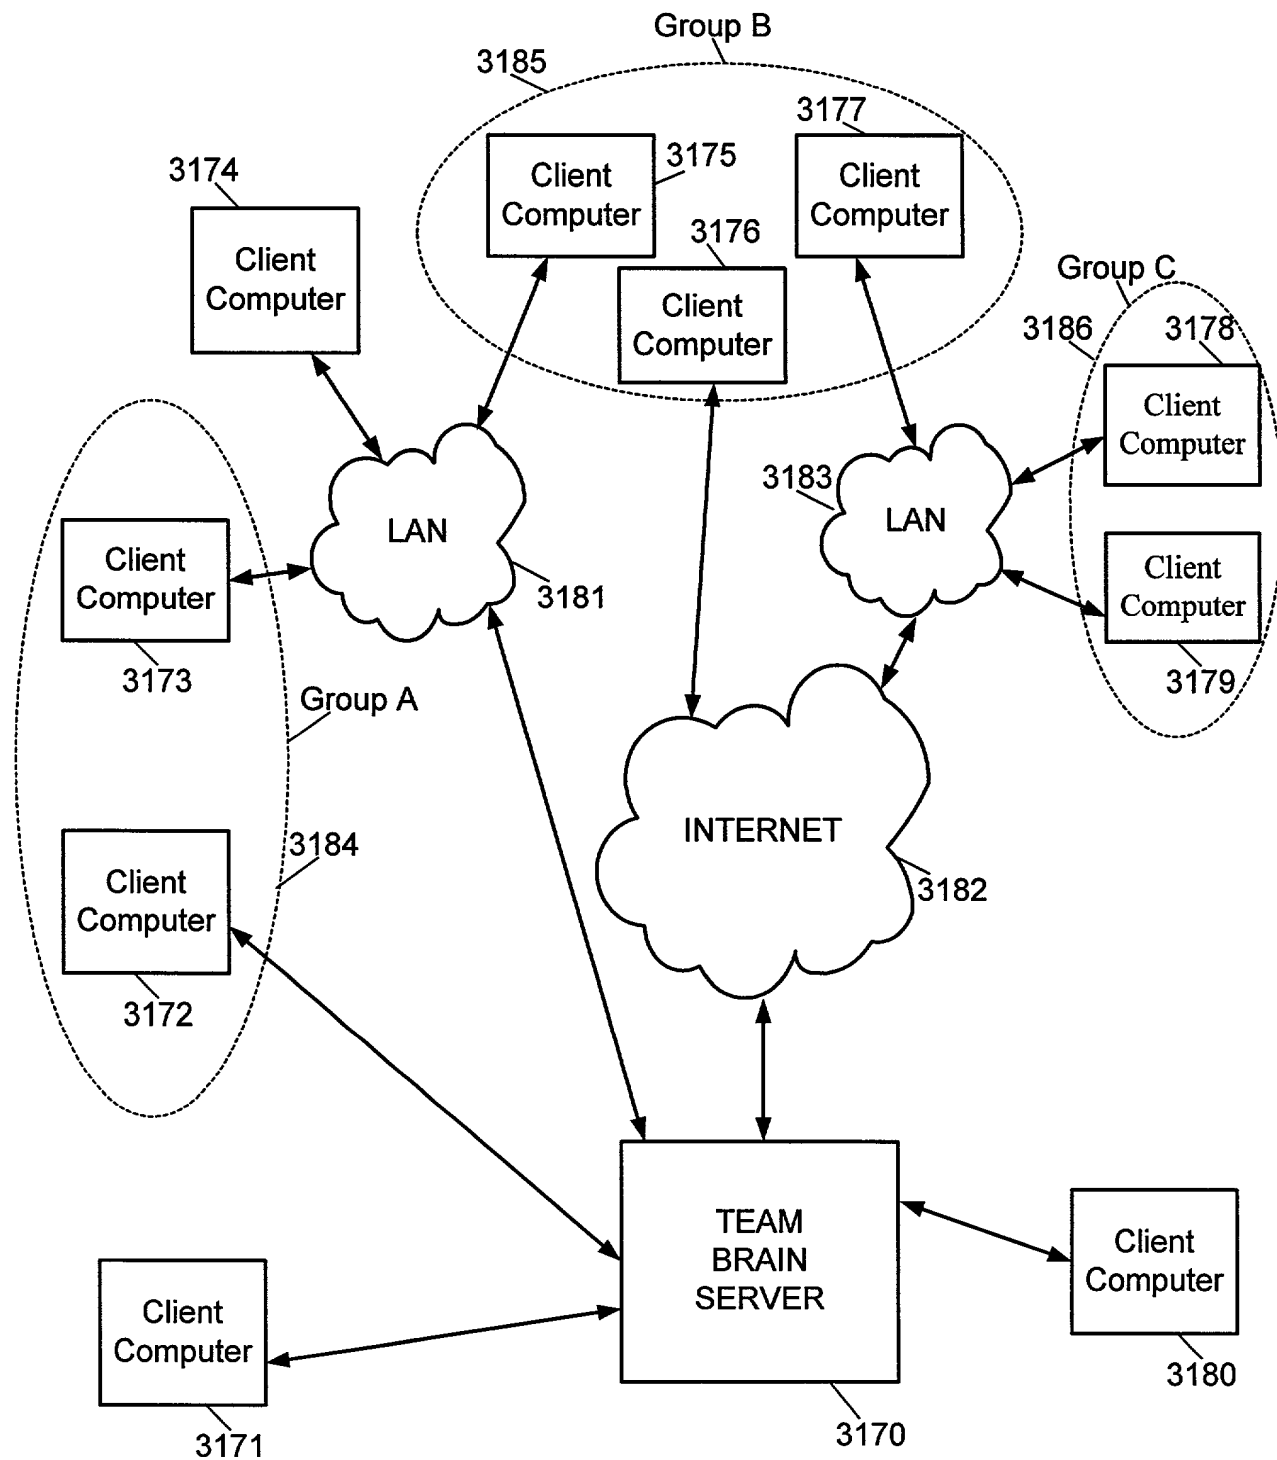 Group B
3185
3177
Client
Computer
3175
Client
Computer
3174
3176
Client
Computer
Client
Computer
Group C
3186
3178
Client
Computer
3183
LAN
LAN
Client
Computer
3181
Client
Computer
3173
3179
Group A
INTERNET
3184
3182
Client
Computer
3172
TEAM
BRAIN
SERVER
Client
Computer
Client
Computer
3180
3171
3170